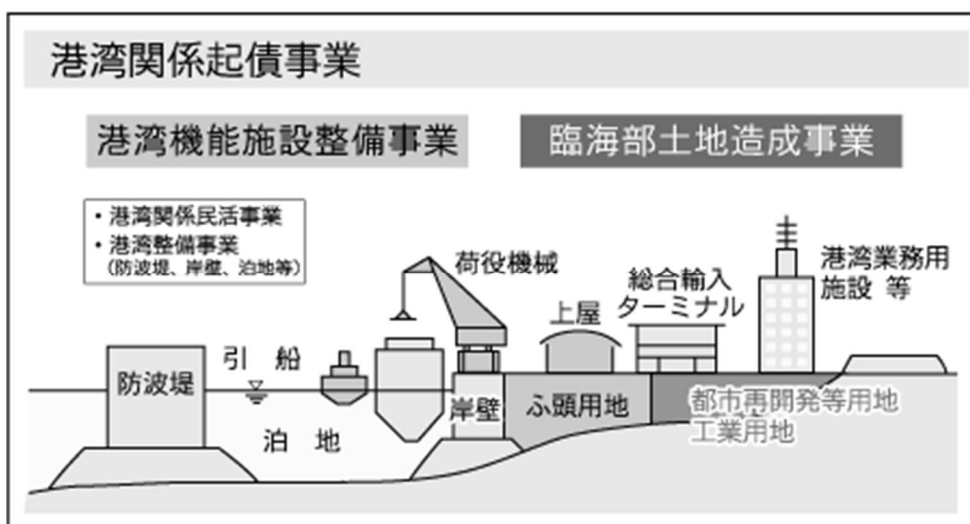 港湾関係起債事業
港湾機能施設整備事業
臨海部土地造成事業
・港湾関係民活事業
・港湾整備事業
(防波堤、岸壁、泊地等)
荷役機械
総合輸入
ターミナル
港湾業務用
施設 等
上屋
引 船
防波堤
岸壁
ふ頭用地
都市再開発等用地
工業用地
泊 地